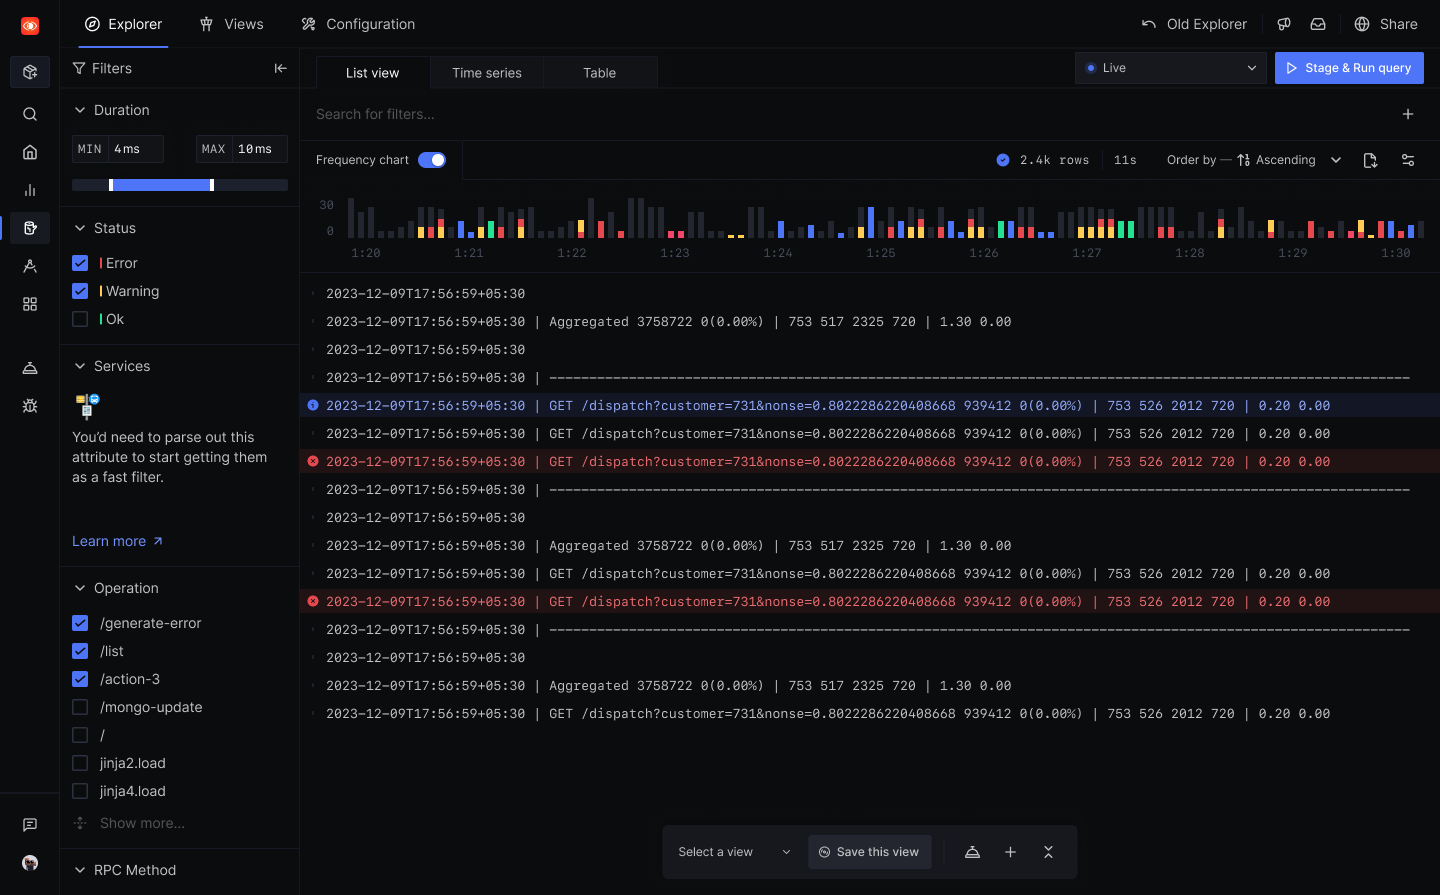 Explorer
Views
Configuration
Old Explorer
Share
Filters
List view
Time series
Table
Live
Stage & Run query
Duration
MIN 4ms
MAX 10ms
Search for filters...
Frequency chart
2.4k rows
11s
Order by — Ascending
30
0
1:20 1:21 1:22 1:23 1:24 1:25 1:26 1:27 1:28 1:29 1:30
Status
Error
Warning
Ok
Services
You'd need to parse out this
attribute to start getting them
as a fast filter.
Learn more
Operation
/generate-error
/list
/action-3
/mongo-update
/
jinja2.load
jinja4.load
Show more...
RPC Method
2023-12-09T17:56:59+05:30
2023-12-09T17:56:59+05:30 | Aggregated 3758722 0(0.00%) | 753 517 2325 720 | 1.30 0.00
2023-12-09T17:56:59+05:30
2023-12-09T17:56:59+05:30 | ------------------------------------------------------------------------------------------------------------
2023-12-09T17:56:59+05:30 | GET /dispatch?customer=731&nonse=0.8022286220408668 939412 0(0.00%) | 753 526 2012 720 | 0.20 0.00
2023-12-09T17:56:59+05:30 | GET /dispatch?customer=731&nonse=0.8022286220408668 939412 0(0.00%) | 753 526 2012 720 | 0.20 0.00
2023-12-09T17:56:59+05:30 | GET /dispatch?customer=731&nonse=0.8022286220408668 939412 0(0.00%) | 753 526 2012 720 | 0.20 0.00
2023-12-09T17:56:59+05:30 | ------------------------------------------------------------------------------------------------------------
2023-12-09T17:56:59+05:30
2023-12-09T17:56:59+05:30 | Aggregated 3758722 0(0.00%) | 753 517 2325 720 | 1.30 0.00
2023-12-09T17:56:59+05:30 | GET /dispatch?customer=731&nonse=0.8022286220408668 939412 0(0.00%) | 753 526 2012 720 | 0.20 0.00
2023-12-09T17:56:59+05:30 | GET /dispatch?customer=731&nonse=0.8022286220408668 939412 0(0.00%) | 753 526 2012 720 | 0.20 0.00
2023-12-09T17:56:59+05:30 | ------------------------------------------------------------------------------------------------------------
2023-12-09T17:56:59+05:30
2023-12-09T17:56:59+05:30 | Aggregated 3758722 0(0.00%) | 753 517 2325 720 | 1.30 0.00
2023-12-09T17:56:59+05:30 | GET /dispatch?customer=731&nonse=0.8022286220408668 939412 0(0.00%) | 753 526 2012 720 | 0.20 0.00
Select a view
Save this view